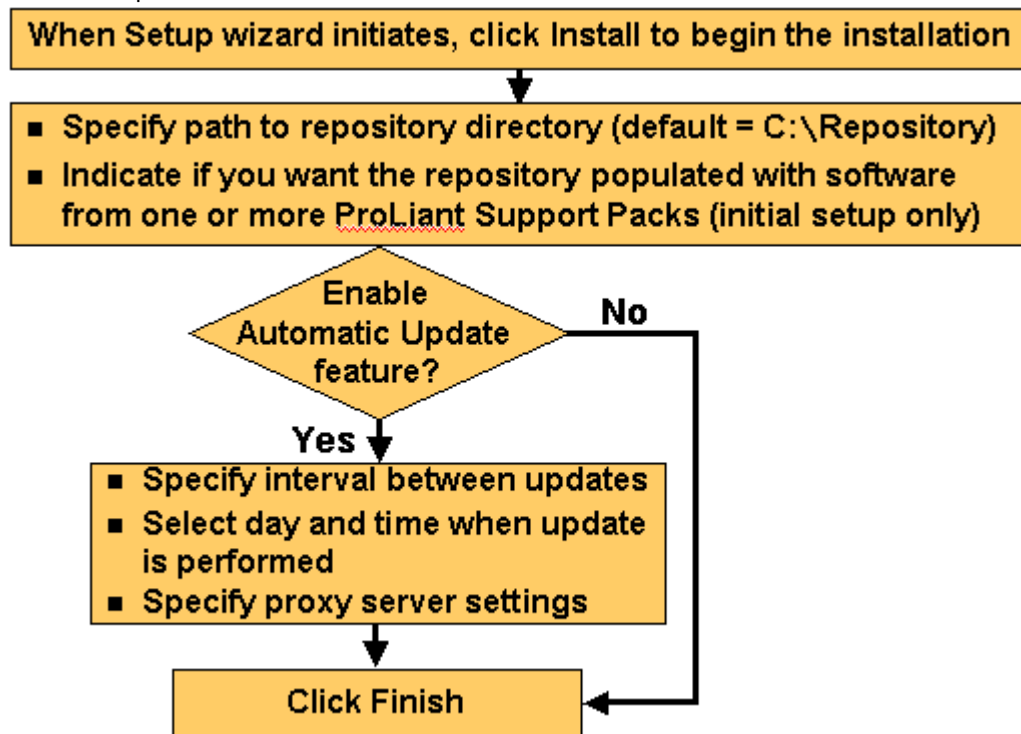 When Setup wizard initiates, click Install to begin the installation
■ Specify path to repository directory (default = C:\Repository)
■ Indicate if you want the repository populated with software
from one or more ProLiant Support Packs (initial setup only)
Enable
Automatic Update
feature?
No
Yes
■ Specify interval between updates
■ Select day and time when update
is performed
■ Specify proxy server settings
Click Finish